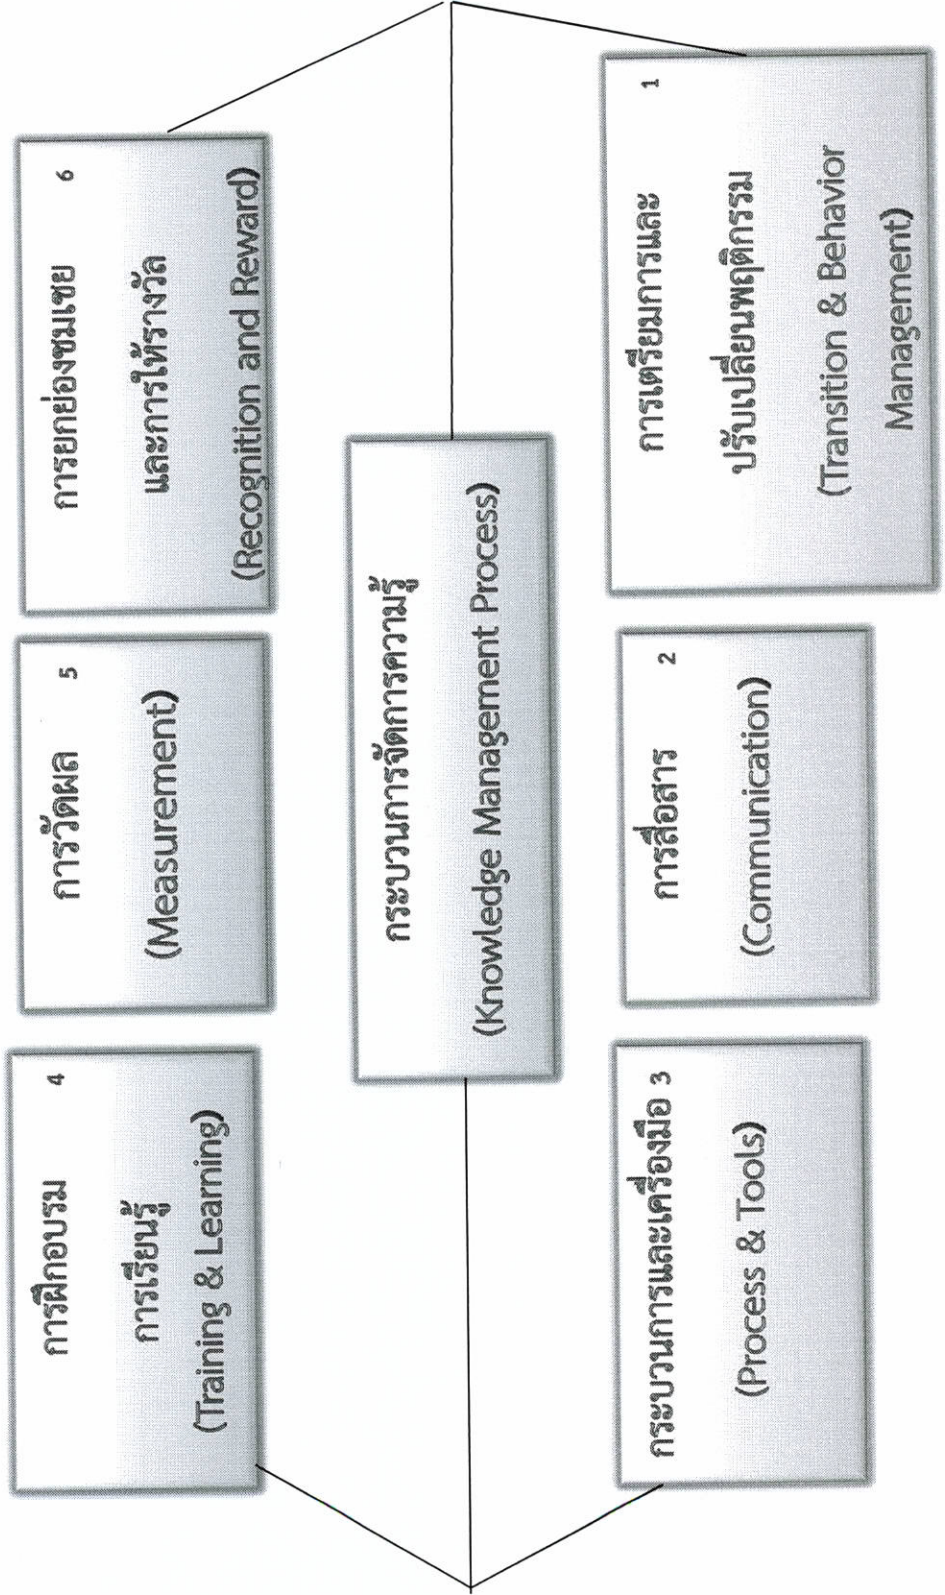 การฝึกอบรม 4
การเรียนรู้
(Training & Learning)
การวัดผล 5
(Measurement)
การยกย่องชมเชย 6
และการให้รางวัล
(Recognition and Reward)
กระบวนการจัดการความรู้
(Knowledge Management Process)
กระบวนการและเครื่องมือ 3
(Process & Tools)
การสื่อสาร 2
(Communication)
การเตรียมการและ 1
ปรับเปลี่ยนพฤติกรรม
(Transition & Behavior
Management)